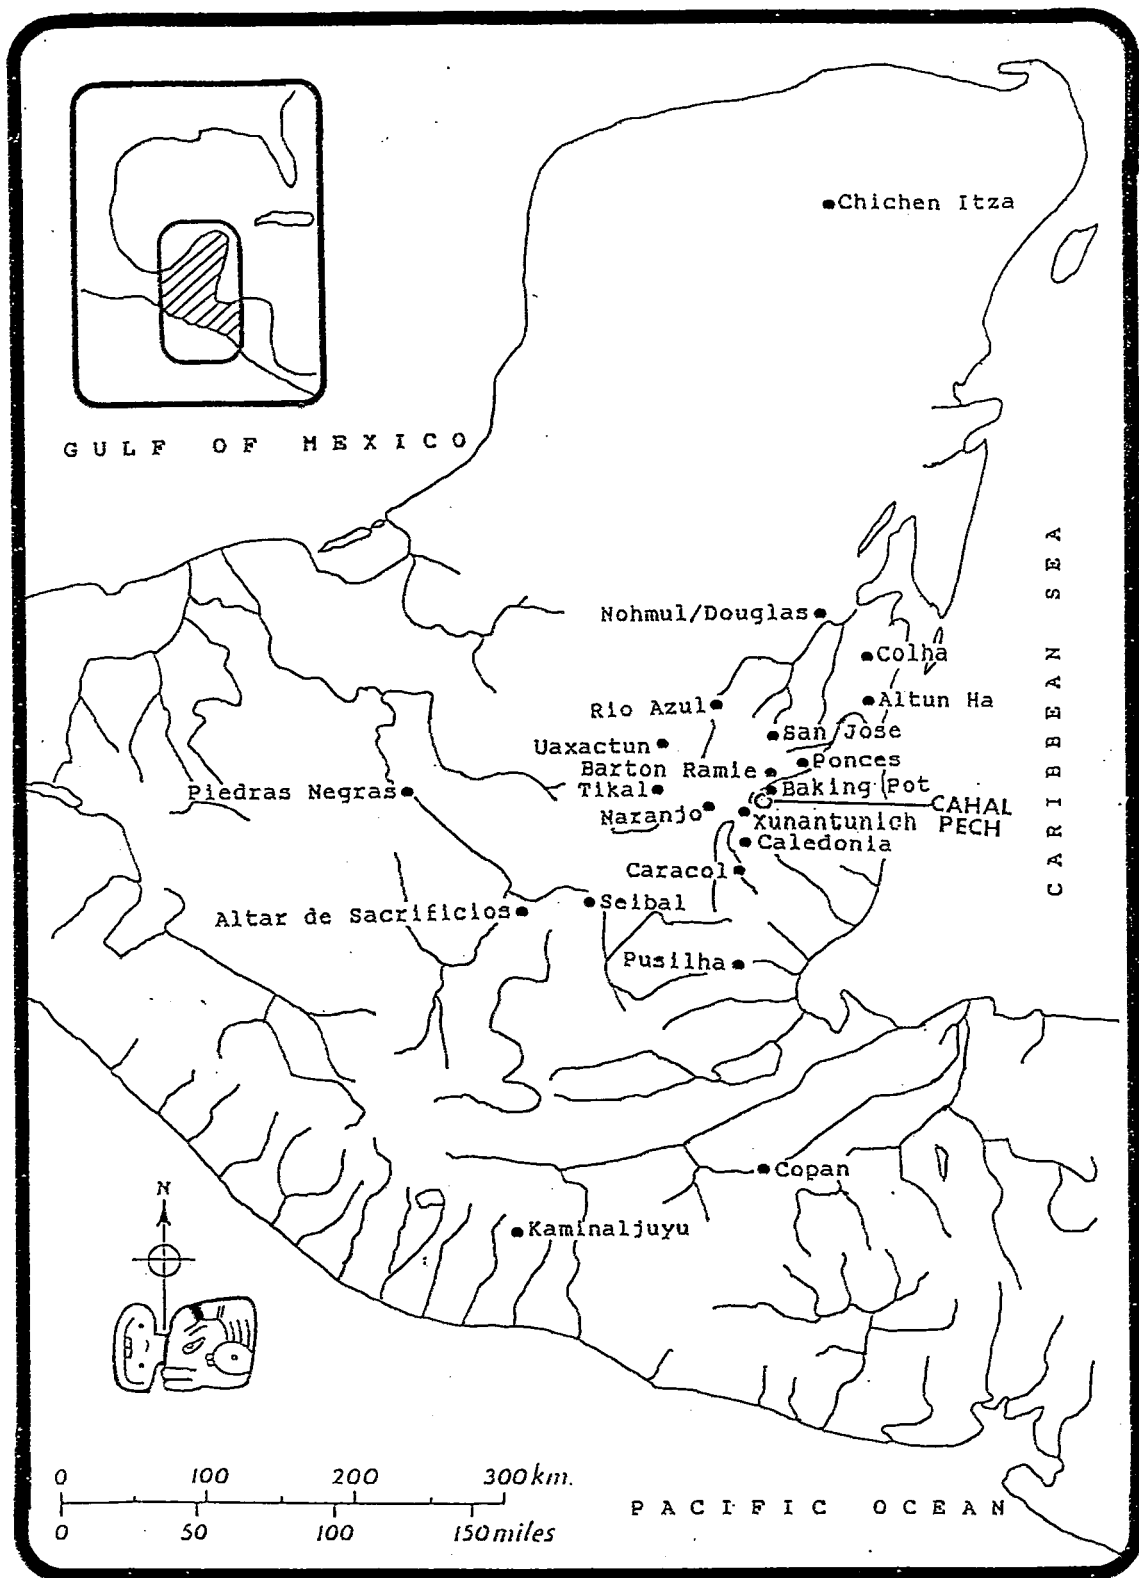 Chichen Itza
GULF OF MEXICO
CARIBBEAN SEA
Nohmul/Douglas
Colha
Altun Ha
Rio Azul
San Jose
Uaxactun
Ponces
Barton Ramie
Tikal
Baking Pot
Piedras Negras
Naranjo
CAHAL
PECH
Xunantunich
Caledonia
Caracol
Seibal
Altar de Sacrificios
Pusilha
Copan
N
Kaminaljuyu
0 100 200 300 km.
0 50 100 150 miles
PACIFIC OCEAN